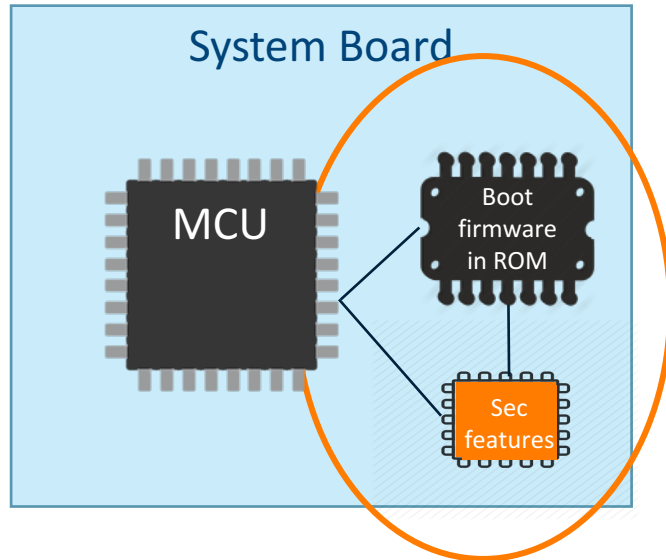 System Board
MCU
Boot
firmware
in ROM
Sec
features